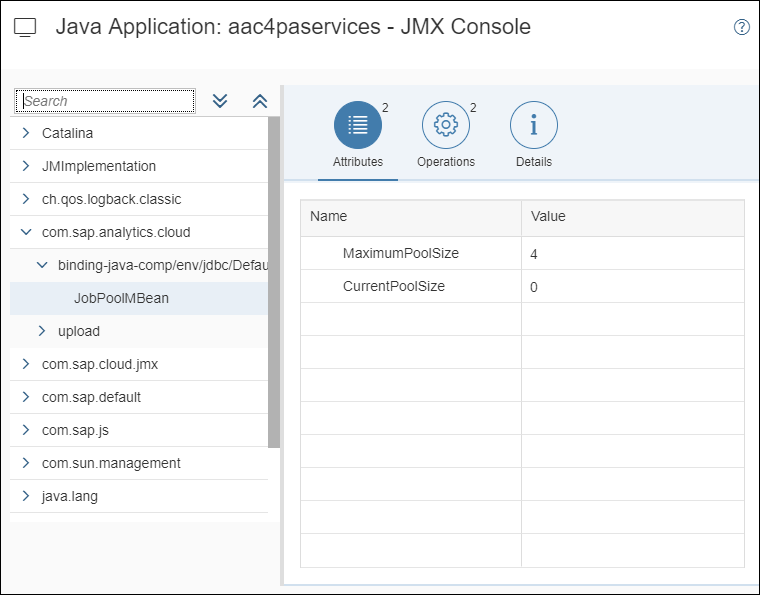 Java Application: aac4paservices - JMX Console
Search
Catalina
JMImplementation
ch.qos.logback.classic
com.sap.analytics.cloud
binding-java-comp/env/jdbc/Defau
JobPoolMBean
upload
com.sap.cloud.jmx
com.sap.default
com.sap.js
com.sun.management
java.lang
2
Attributes
2
Operations
Details
Name Value
MaximumPoolSize 4
CurrentPoolSize 0